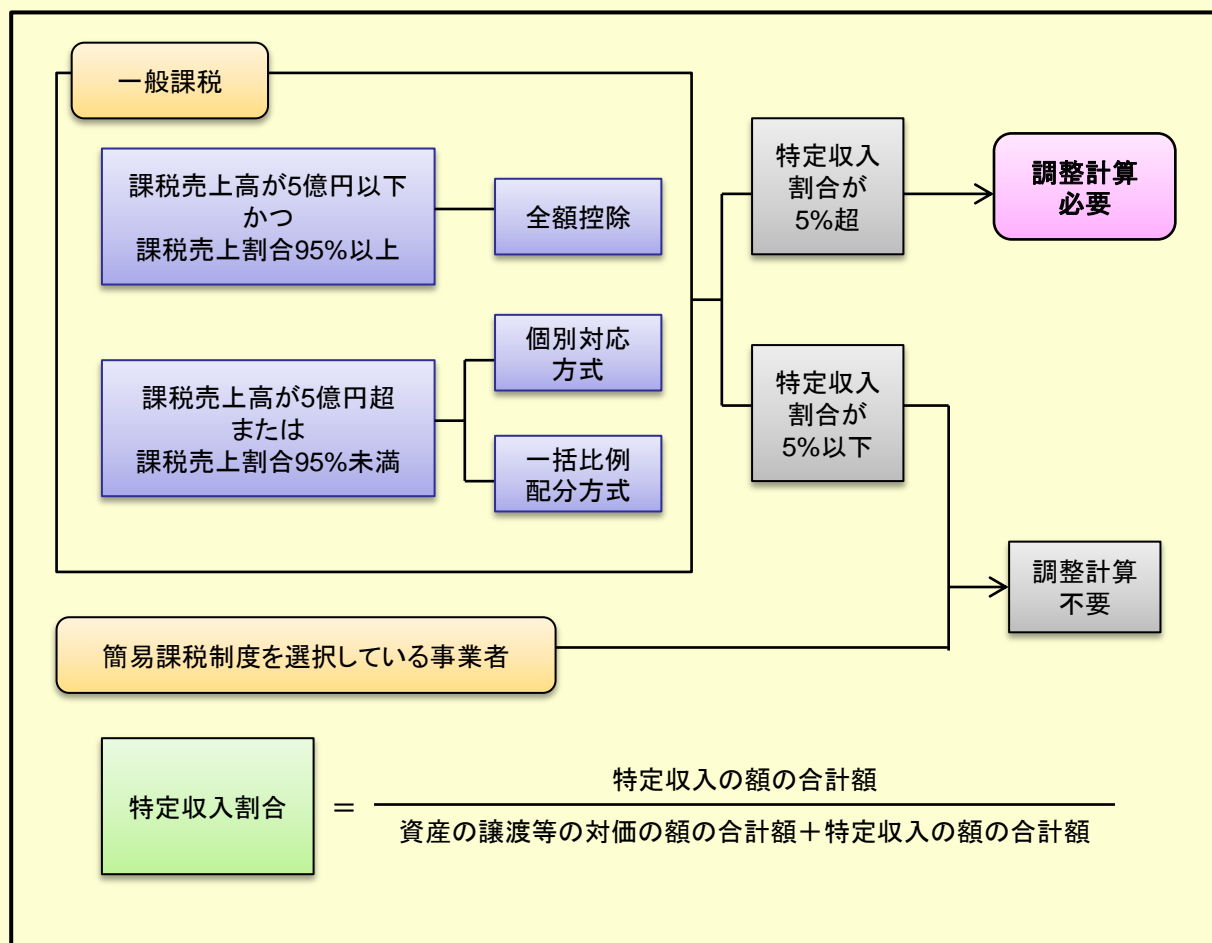 一般課税
課税売上高が5億円以下
かつ
課税売上割合95%以上
全額控除
課税売上高が5億円超
または
課税売上割合95%未満
個別対応
方式
一括比例
配分方式
特定収入
割合が
5%超
調整計算
必要
特定収入
割合が
5%以下
調整計算
不要
簡易課税制度を選択している事業者
特定収入割合
＝
特定収入の額の合計額
資産の譲渡等の対価の額の合計額＋特定収入の額の合計額